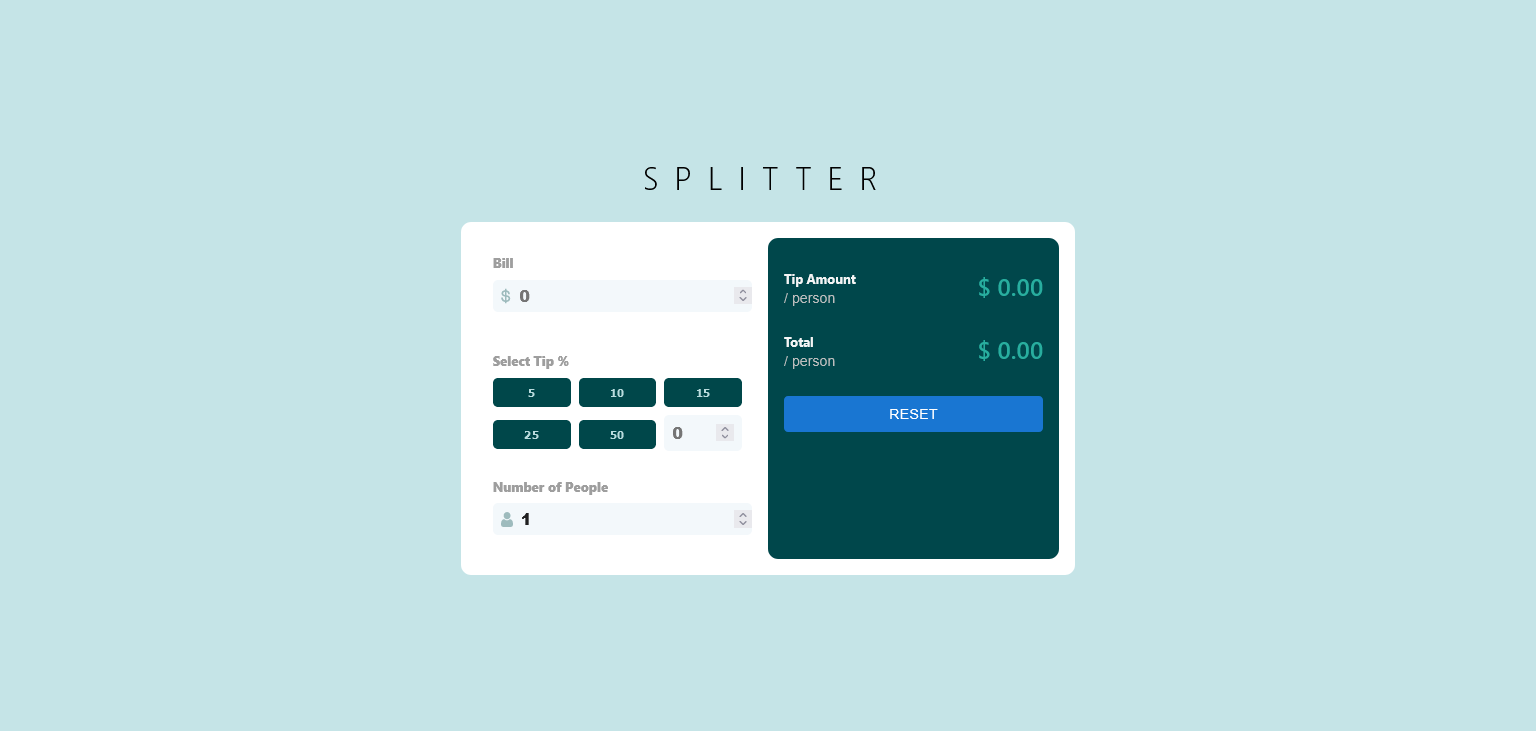 SPLITTER
Bill
$ 0
Select Tip %
5 10 15
25 50 0
Number of People
1
Tip Amount
/ person
$ 0.00
Total
/ person
$ 0.00
RESET